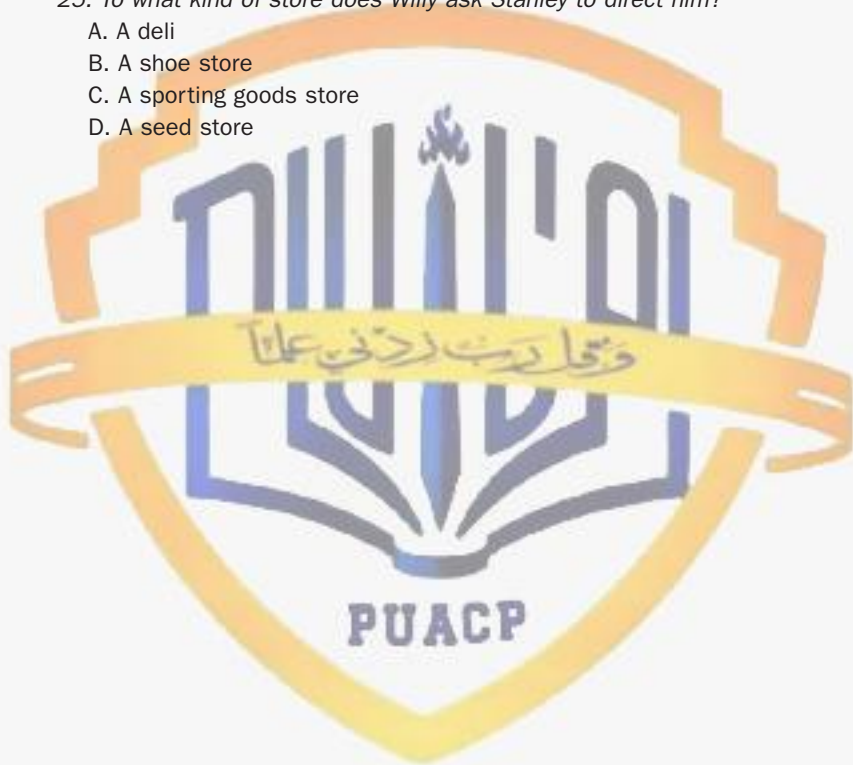 25. To what kind of store does Willy ask Stanley to direct him?
A. A deli
B. A shoe store
C. A sporting goods store
D. A seed store
وقل رب زدني علماً
PUACP